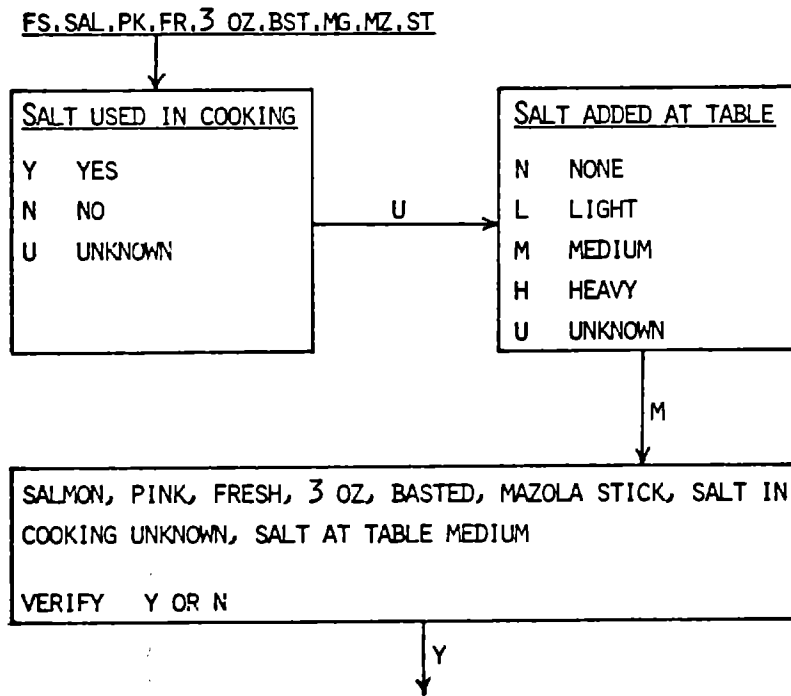 FS.SAL.PK.FR.3 OZ.BST.MG.MZ.ST
SALT USED IN COOKING
Y YES
N NO
U UNKNOWN
U
SALT ADDED AT TABLE
N NONE
L LIGHT
M MEDIUM
H HEAVY
U UNKNOWN
M
SALMON, PINK, FRESH, 3 OZ, BASTED, MAZOLA STICK, SALT IN
COOKING UNKNOWN, SALT AT TABLE MEDIUM
VERIFY Y OR N
Y